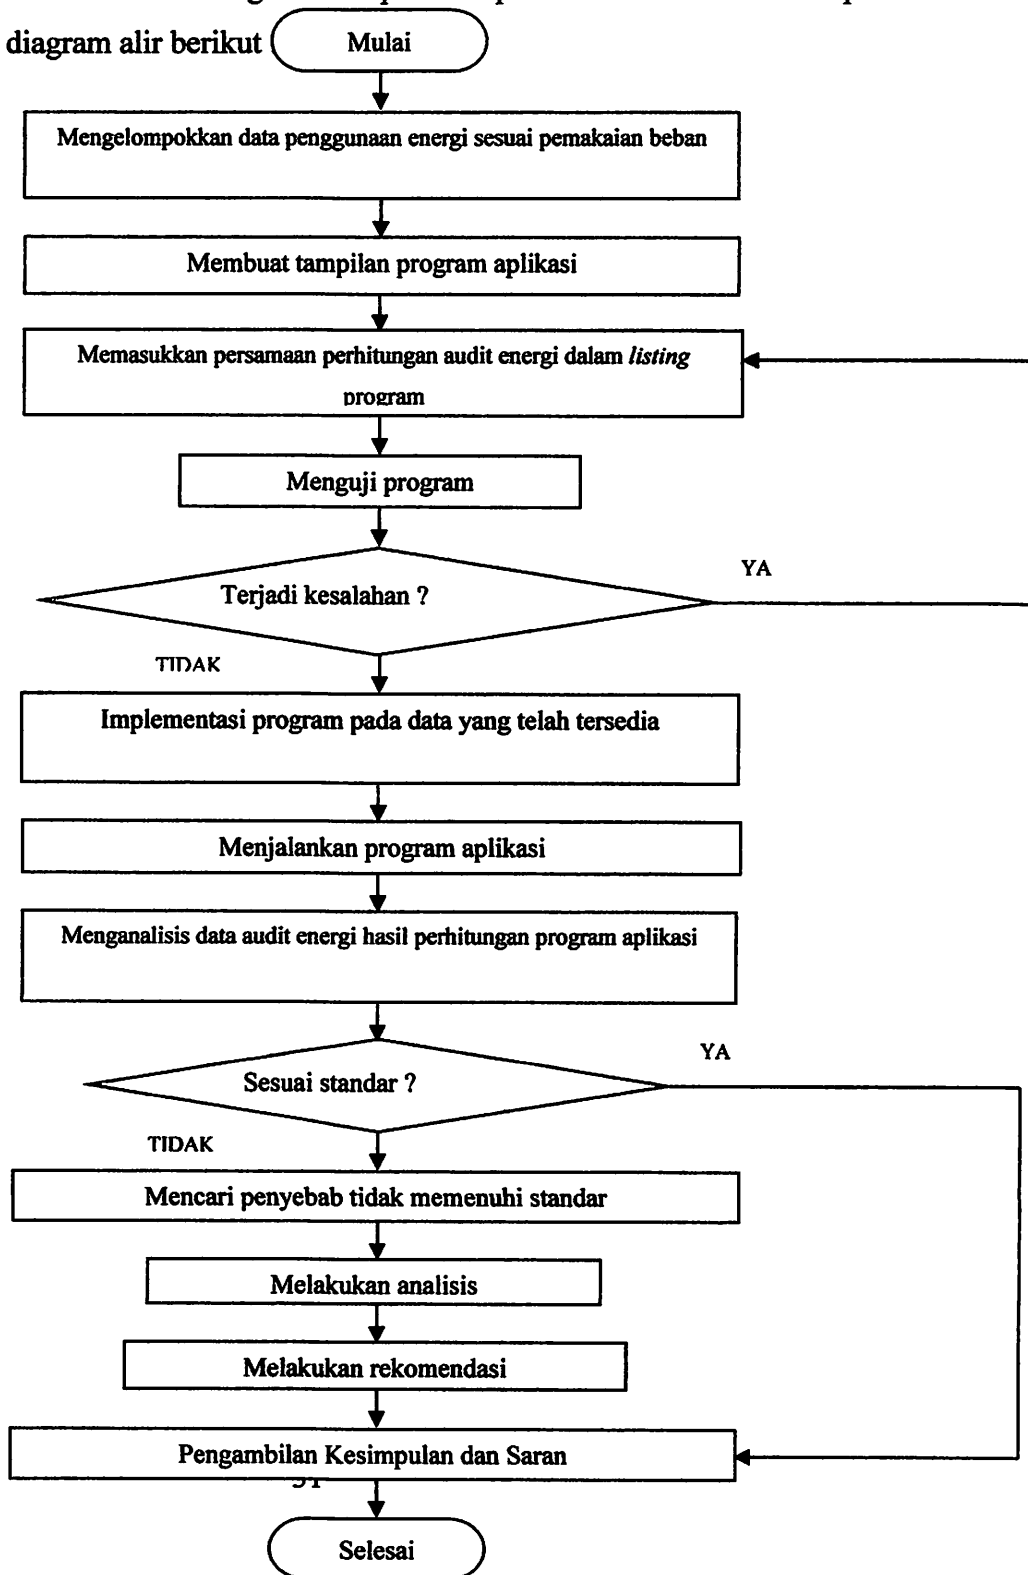 diagram alir berikut
Mulai
Mengelompokkan data penggunaan energi sesuai pemakaian beban
Membuat tampilan program aplikasi
Memasukkan persamaan perhitungan audit energi dalam listing
program
Menguji program
Terjadi kesalahan ?
YA
TIDAK
Implementasi program pada data yang telah tersedia
Menjalankan program aplikasi
Menganalisis data audit energi hasil perhitungan program aplikasi
Sesuai standar ?
YA
TIDAK
Mencari penyebab tidak memenuhi standar
Melakukan analisis
Melakukan rekomendasi
Pengambilan Kesimpulan dan Saran
Selesai